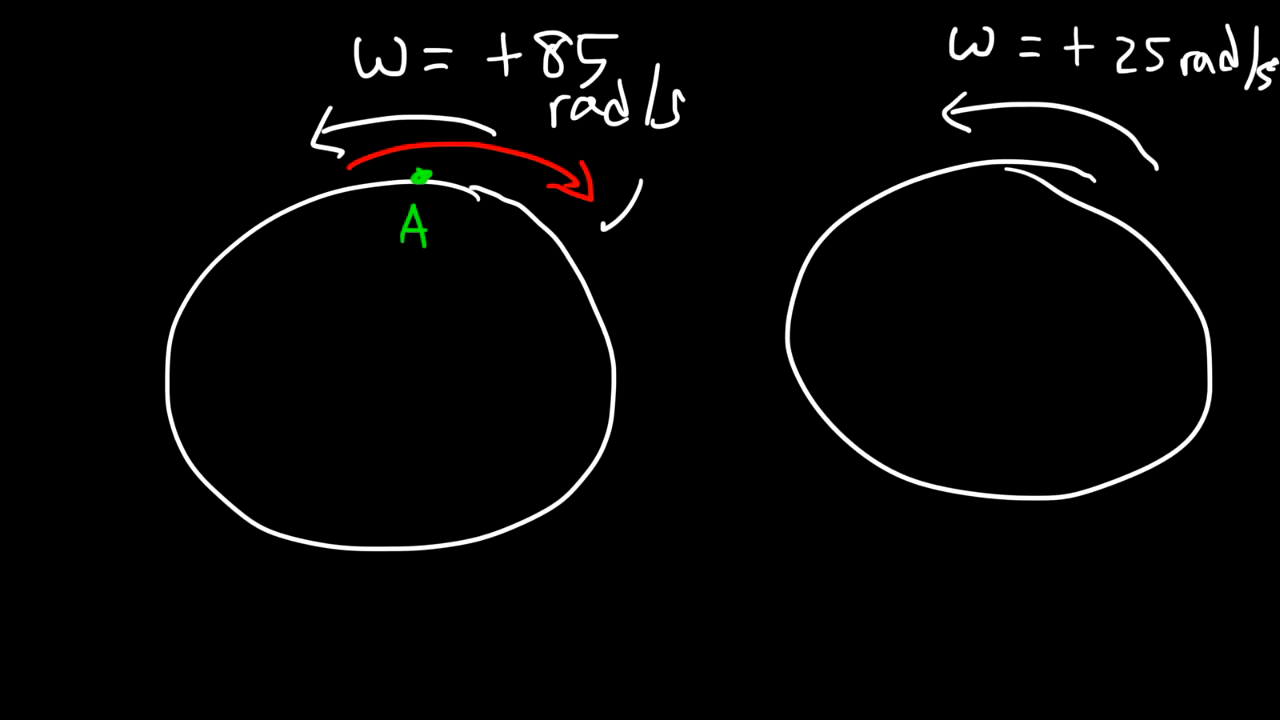 ω = +85
rad/s
A
ω = + 25 rad/s